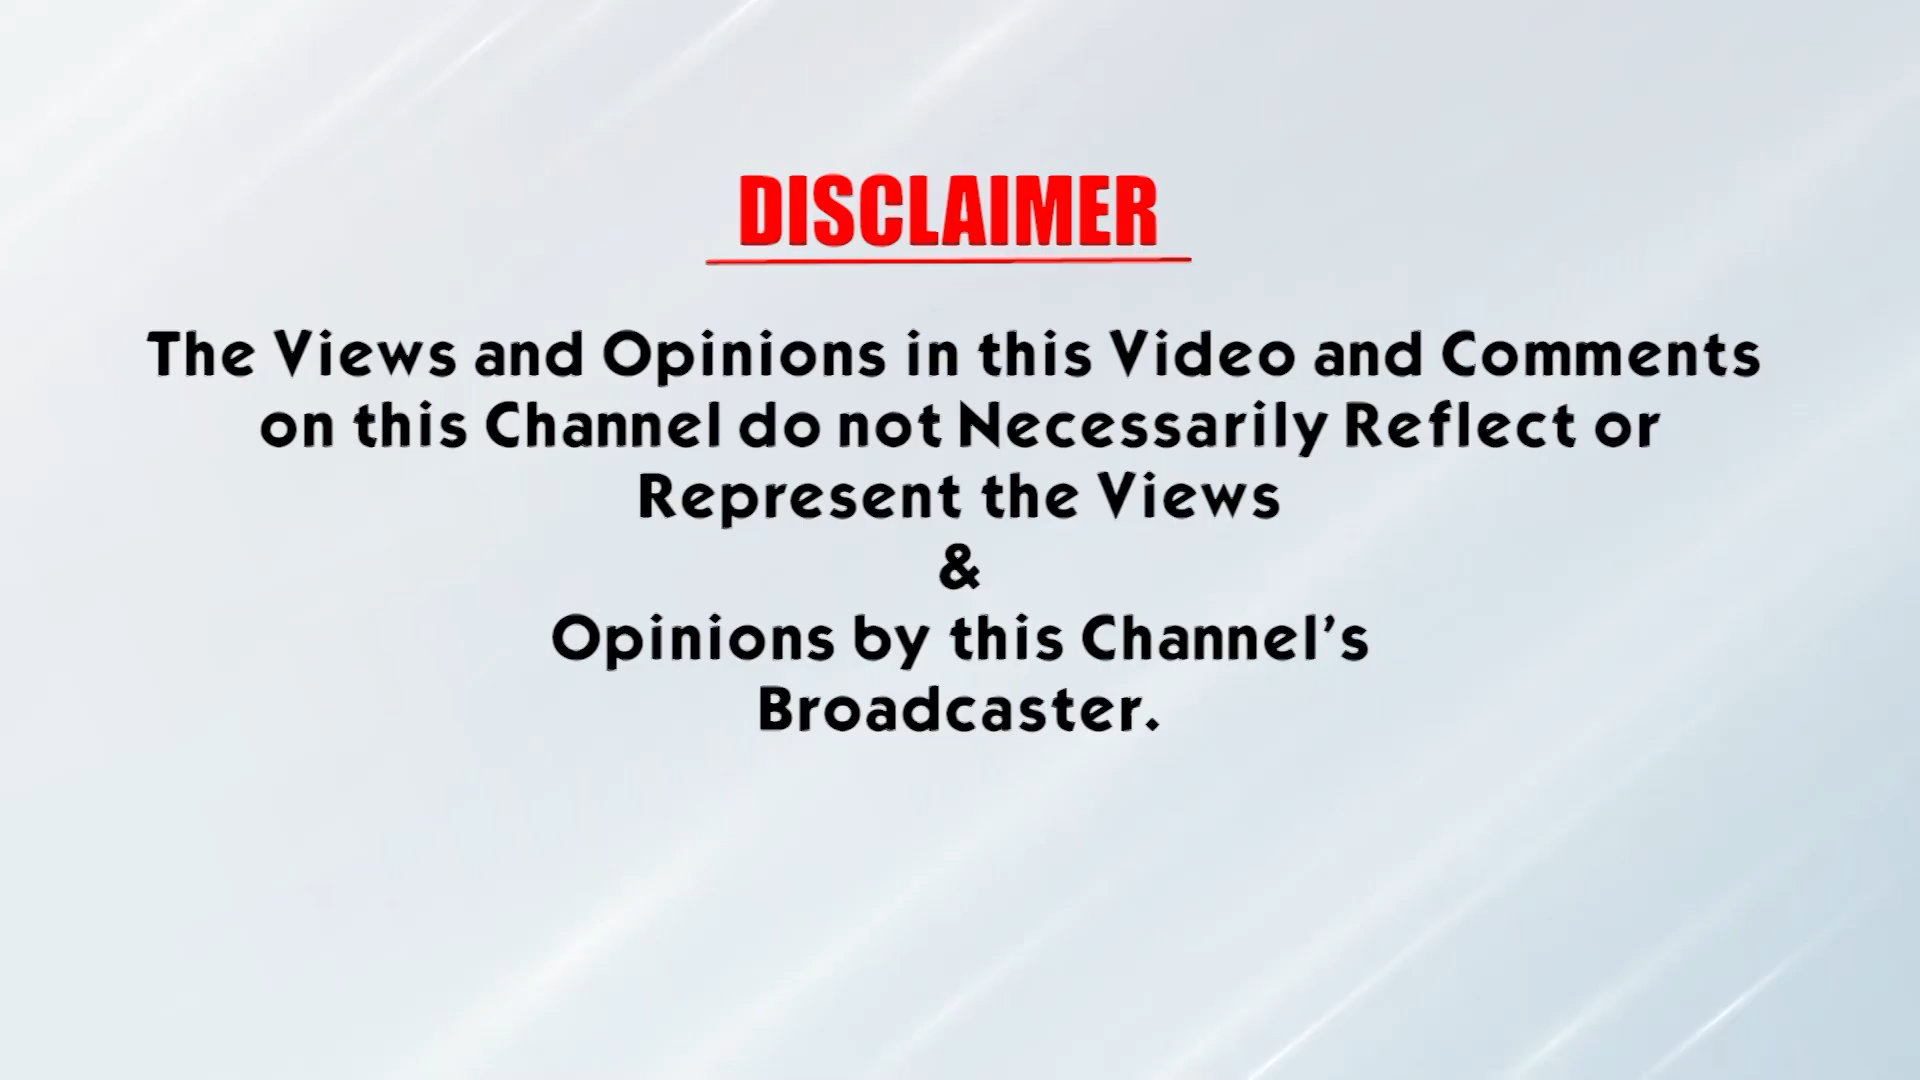 DISCLAIMER
The Views and Opinions in this Video and Comments
on this Channel do not Necessarily Reflect or
Represent the Views
&
Opinions by this Channel's
Broadcaster.